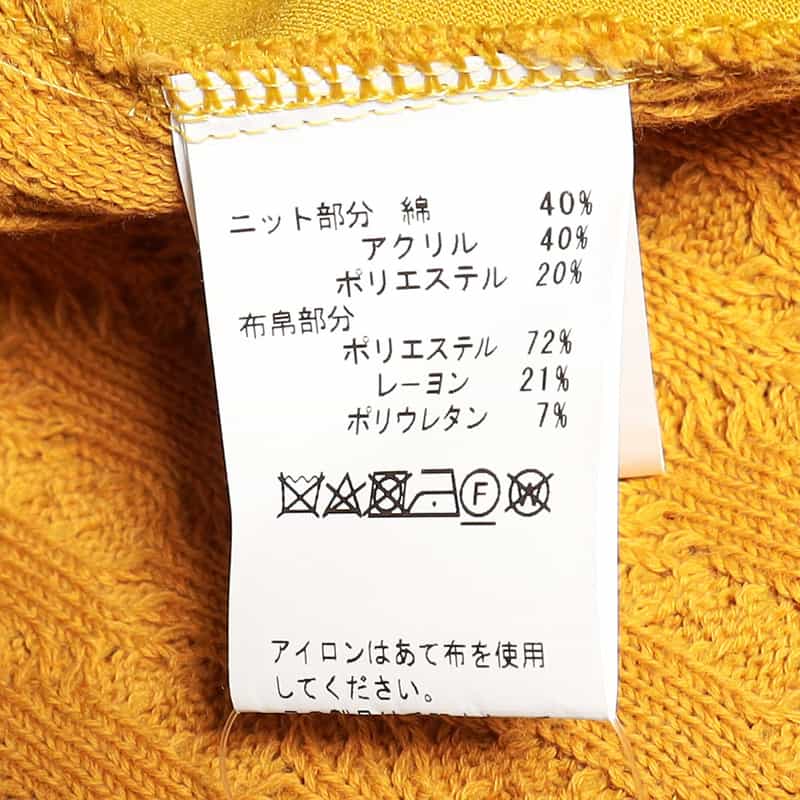 ニット部分 綿 40%
アクリル 40%
ポリエステル 20%
布帛部分
ポリエステル 72%
レーヨン 21%
ポリウレタン 7%
F W
アイロンはあて布を使用
してください。